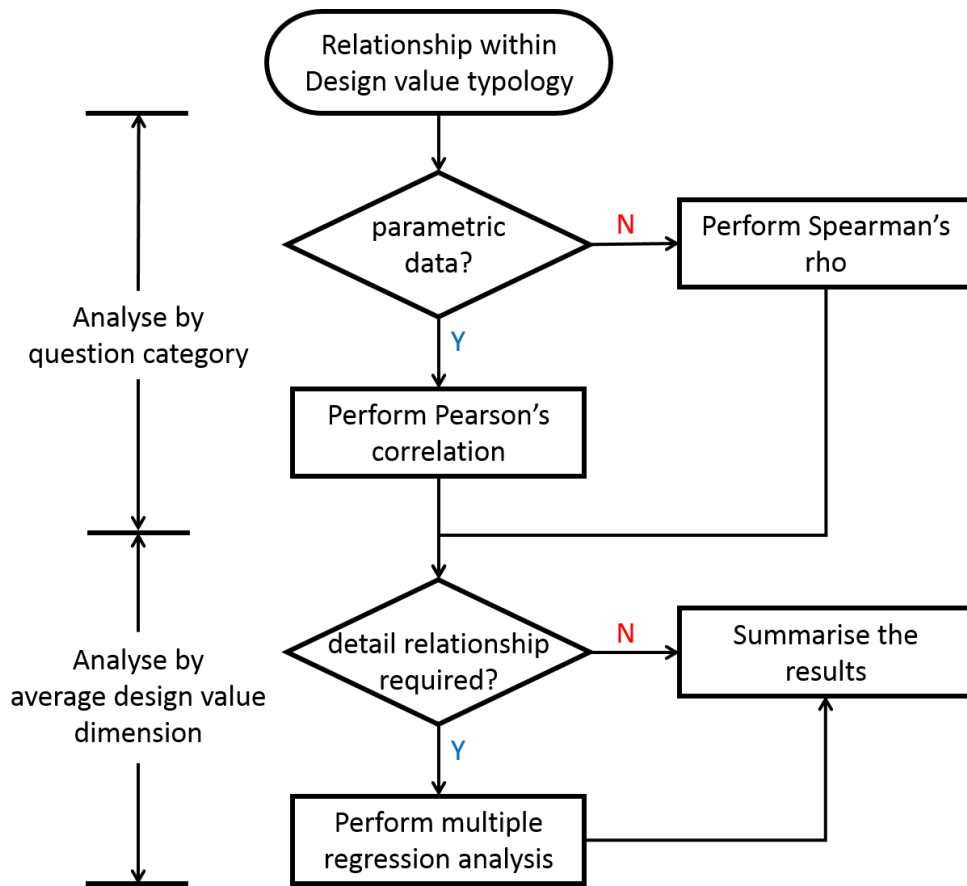 Relationship within
Design value typology
parametric
data?
N
Perform Spearman's
rho
Y
Analyse by
question category
Perform Pearson's
correlation
detail relationship
required?
N
Summarise the
results
Analyse by
average design value
dimension
Y
Perform multiple
regression analysis